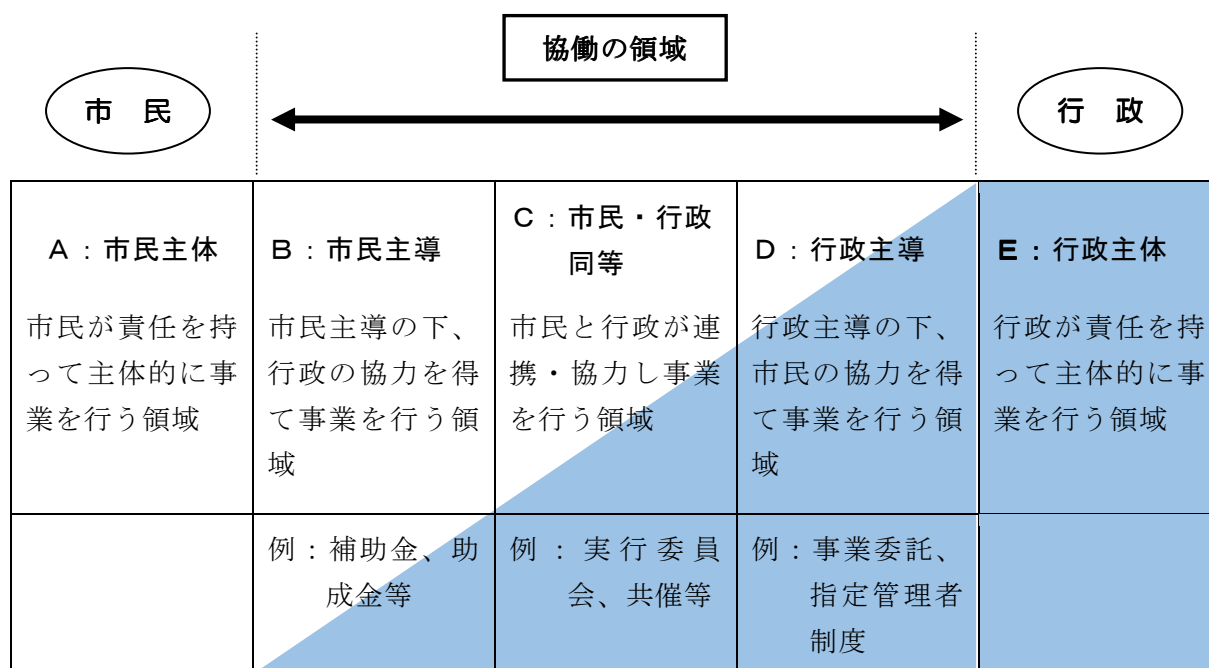 協働の領域
市　民
行　政
Ａ：市民主体
市民が責任を持
って主体的に事
業を行う領域
Ｂ：市民主導
市民主導の下、
行政の協力を得
て事業を行う領
域
Ｃ：市民・行政
同等
市民と行政が連
携・協力し事業
を行う領域
Ｄ：行政主導
行政主導の下、
市民の協力を得
て事業を行う領
域
Ｅ：行政主体
行政が責任を持
って主体的に事
業を行う領域
例：補助金、助
成金等
例：実行委員
会、共催等
例：事業委託、
指定管理者
制度